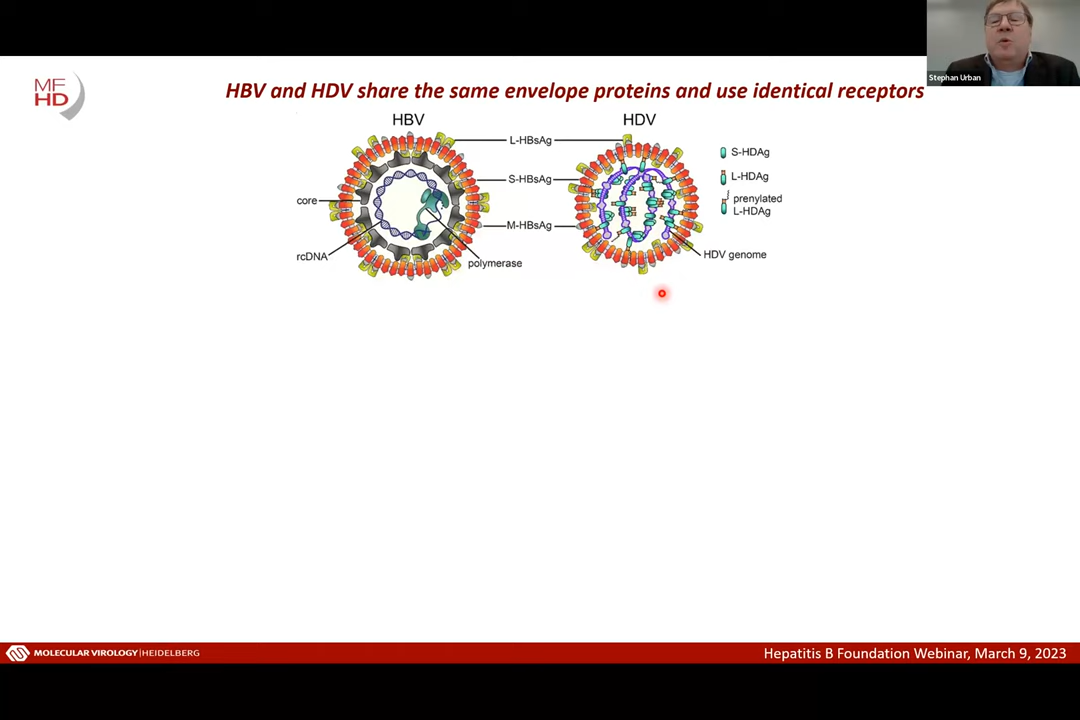 Stephan Urban
MF
HD
HBV and HDV share the same envelope proteins and use identical receptors
HBV
HDV
L-HBsAg
S-HBsAg
M-HBsAg
core
rcDNA
polymerase
S-HDAg
L-HDAg
prenylated
L-HDAg
HDV genome
MOLECULAR VIROLOGY|HEIDELBERG
Hepatitis B Foundation Webinar, March 9, 2023